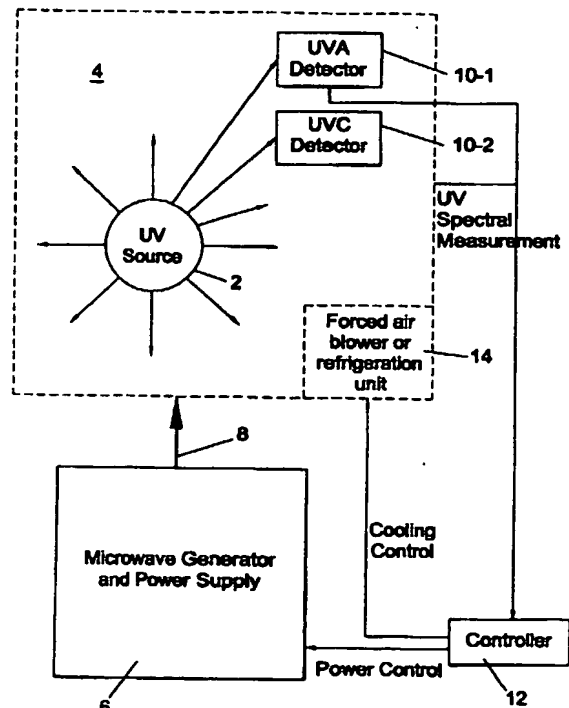 UVA
Detector
4
10-1
UVC
Detector
10-2
UV
Source
2
UV
Spectral
Measurement
Forced air
blower or
refrigeration
unit
14
8
Microwave Generator
and Power Supply
Cooling
Control
Controller
Power Control
6
12